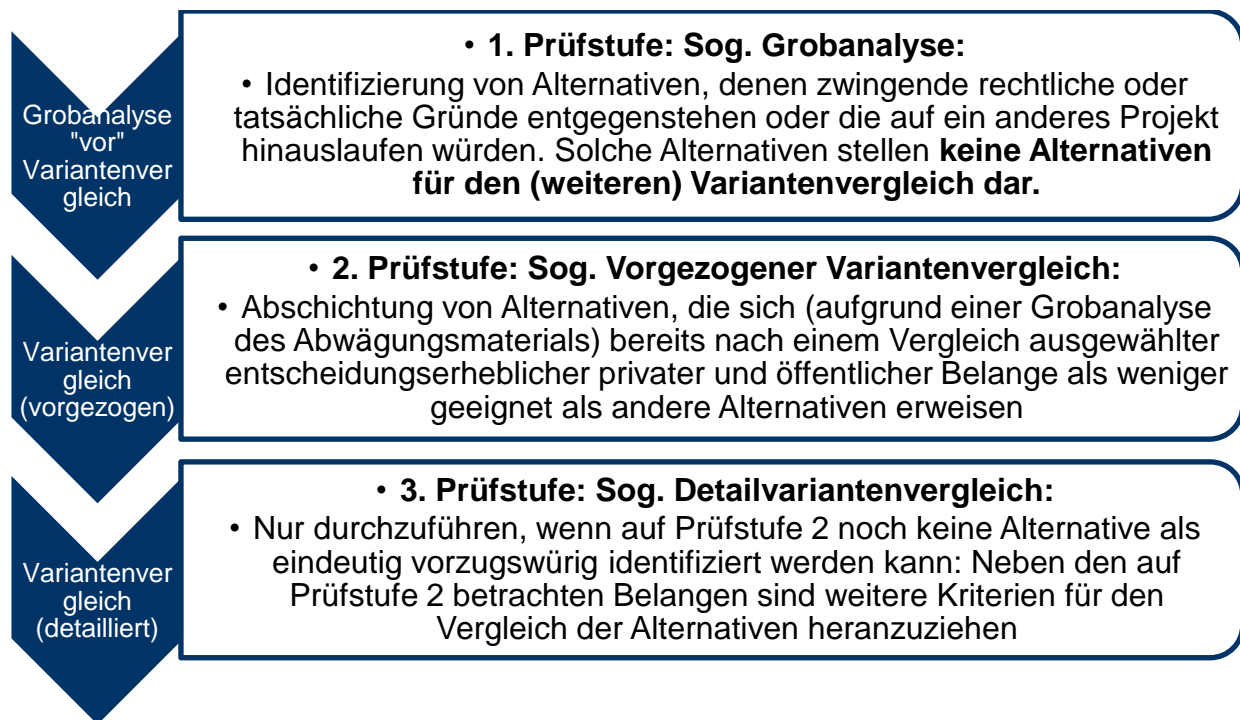 Grobanalyse
"vor"
Variantenver
gleich
• 1. Prüfstufe: Sog. Grobanalyse:
• Identifizierung von Alternativen, denen zwingende rechtliche oder
tatsächliche Gründe entgegenstehen oder die auf ein anderes Projekt
hinauslaufen würden. Solche Alternativen stellen keine Alternativen
für den (weiteren) Variantenvergleich dar.
Variantenver
gleich
(vorgezogen)
• 2. Prüfstufe: Sog. Vorgezogener Variantenvergleich:
• Abschichtung von Alternativen, die sich (aufgrund einer Grobanalyse
des Abwägungsmaterials) bereits nach einem Vergleich ausgewählter
entscheidungserheblicher privater und öffentlicher Belange als weniger
geeignet als andere Alternativen erweisen
Variantenver
gleich
(detailliert)
• 3. Prüfstufe: Sog. Detailvariantenvergleich:
• Nur durchzuführen, wenn auf Prüfstufe 2 noch keine Alternative als
eindeutig vorzugswürig identifiziert werden kann: Neben den auf
Prüfstufe 2 betrachten Belangen sind weitere Kriterien für den
Vergleich der Alternativen heranzuziehen